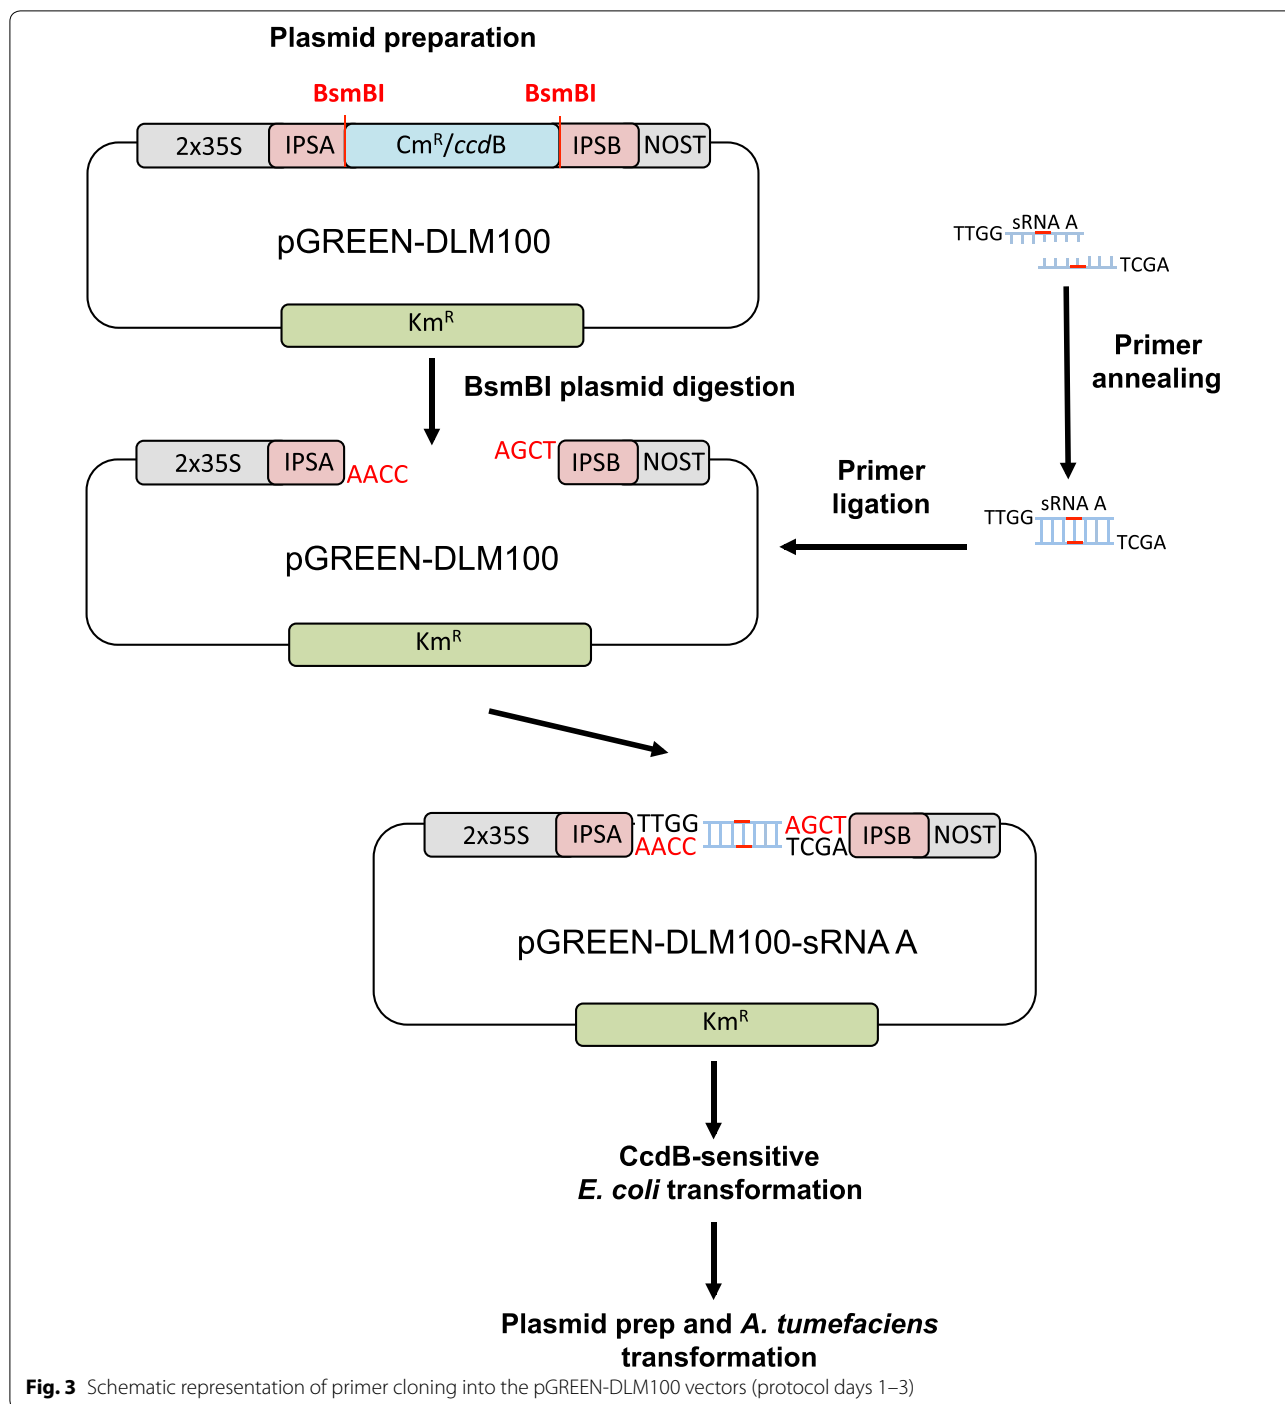 Plasmid preparation
BsmBI BsmBI
2x35S IPSA Cmᴿ/ccdB IPSB NOST
pGREEN-DLM100
Kmᴿ
sRNA A
TTGG
TCGA
Primer
annealing
BsmBI plasmid digestion
2x35S IPSA AACC AGCT IPSB NOST
pGREEN-DLM100
Kmᴿ
Primer
ligation
sRNA A
TTGG
TCGA
2x35S IPSA TTGG AGCT IPSB NOST
AACC TCGA
pGREEN-DLM100-sRNA A
Kmᴿ
CcdB-sensitive
E. coli transformation
Plasmid prep and A. tumefaciens
transformation
Fig. 3 Schematic representation of primer cloning into the pGREEN-DLM100 vectors (protocol days 1–3)